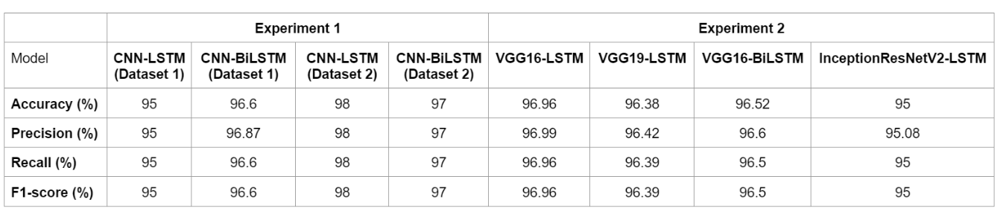 Experiment 1 Experiment 2
Model CNN-LSTM (Dataset 1) CNN-BiLSTM (Dataset 1) CNN-LSTM (Dataset 2) CNN-BiLSTM (Dataset 2) VGG16-LSTM VGG19-LSTM VGG16-BiLSTM InceptionResNetV2-LSTM
Accuracy (%) 95 96.6 98 97 96.96 96.38 96.52 95
Precision (%) 95 96.87 98 97 96.99 96.42 96.6 95.08
Recall (%) 95 96.6 98 97 96.96 96.39 96.5 95
F1-score (%) 95 96.6 98 97 96.96 96.39 96.5 95